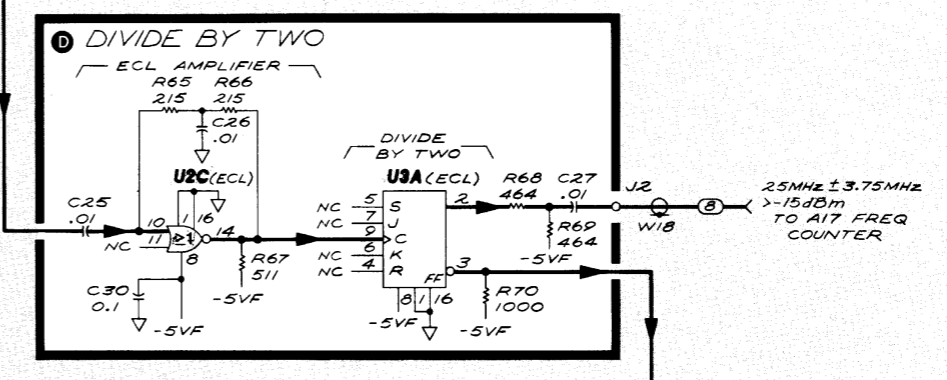 D DIVIDE BY TWO
ECL AMPLIFIER
R65 R66
215 215
C26
.01
U2C(ECL)
C25
.01
1 16
10
11
NC
14
8
R67
511
-5VF
C30
0.1
-5VF
DIVIDE
BY TWO
U3A(ECL)
NC 5 S
NC 7 J
9 C
NC 6 K
NC 4 R
FF
2
3
8 1 16
-5VF
R68
464
C27
.01
R69
464
-5VF
R70
1000
J2
W18
8
25MHz ± 3.75MHz
>-15dBm
TO A17 FREQ
COUNTER